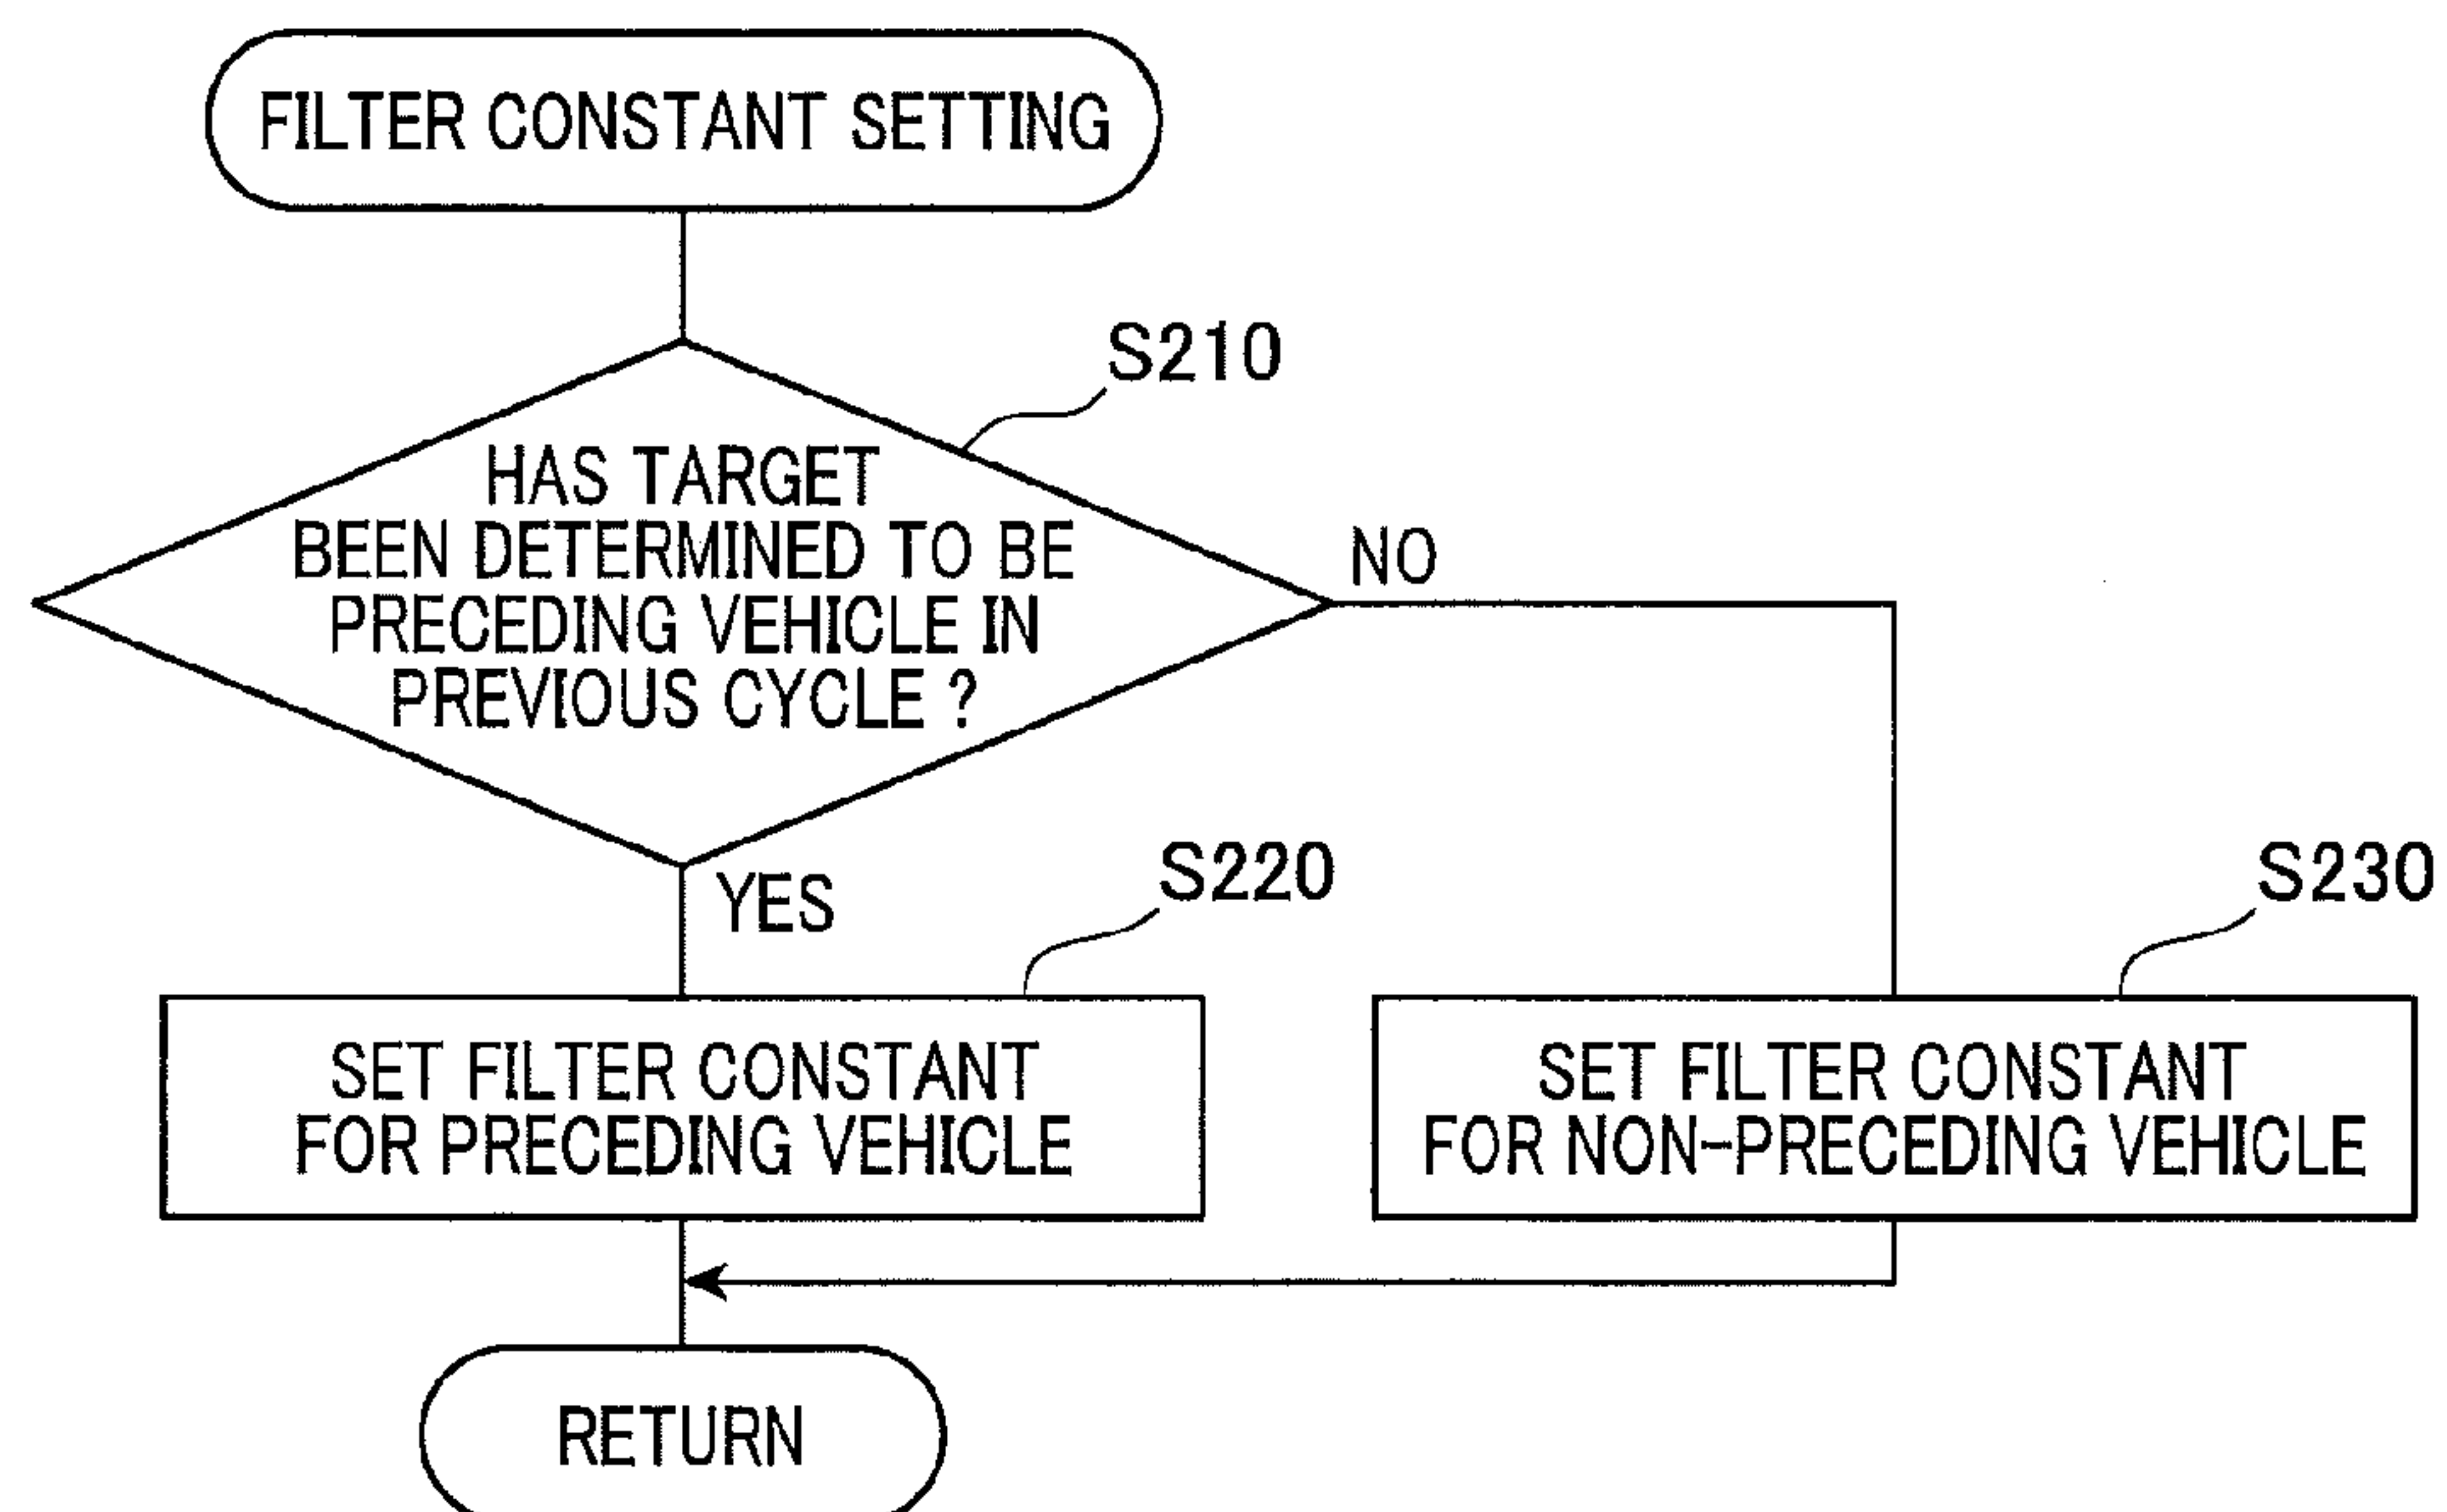 FILTER CONSTANT SETTING
S210
HAS TARGET
BEEN DETERMINED TO BE
PRECEDING VEHICLE IN
PREVIOUS CYCLE ?
NO
YES
S220
S230
SET FILTER CONSTANT
FOR PRECEDING VEHICLE
SET FILTER CONSTANT
FOR NON-PRECEDING VEHICLE
RETURN